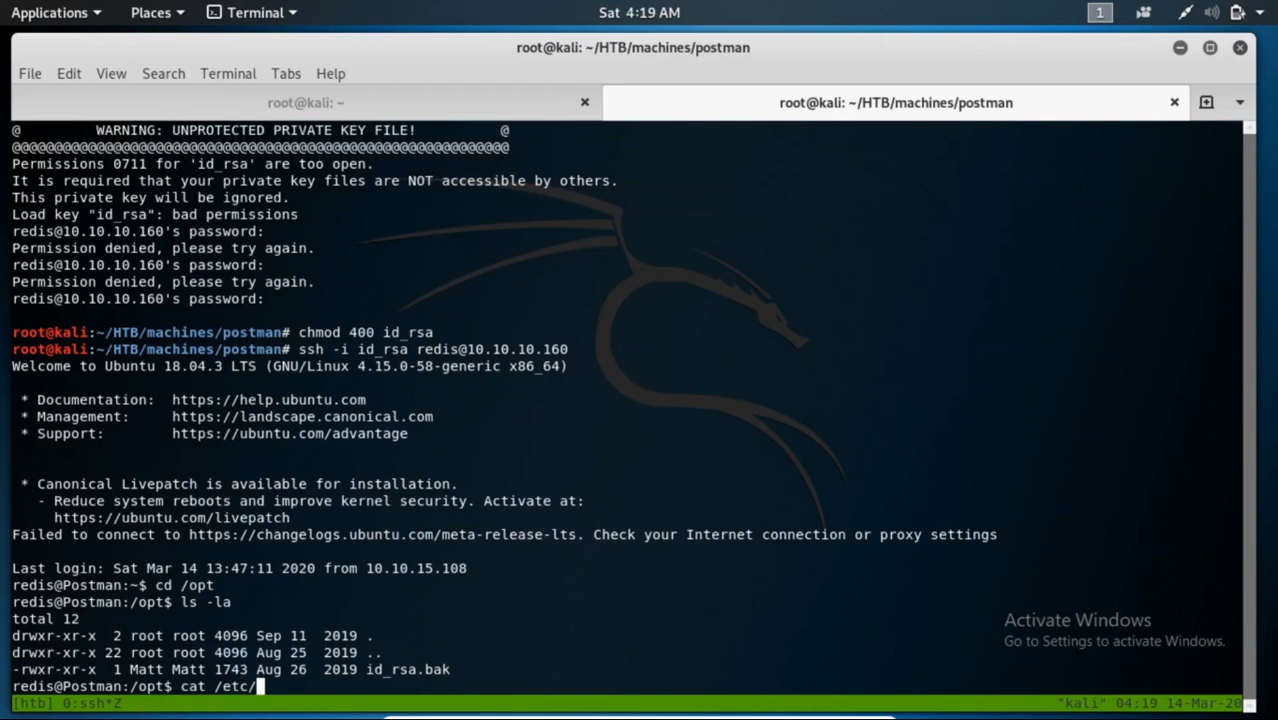 Applications Places Terminal Sat 4:19 AM 1
root@kali: ~/HTB/machines/postman
File Edit View Search Terminal Tabs Help
root@kali: ~ root@kali: ~/HTB/machines/postman
@         WARNING: UNPROTECTED PRIVATE KEY FILE!          @
@@@@@@@@@@@@@@@@@@@@@@@@@@@@@@@@@@@@@@@@@@@@@@@@@@@@@@@@@@@
Permissions 0711 for 'id_rsa' are too open.
It is required that your private key files are NOT accessible by others.
This private key will be ignored.
Load key "id_rsa": bad permissions
redis@10.10.10.160's password:
Permission denied, please try again.
redis@10.10.10.160's password:
Permission denied, please try again.
redis@10.10.10.160's password:
root@kali:~/HTB/machines/postman# chmod 400 id_rsa
root@kali:~/HTB/machines/postman# ssh -i id_rsa redis@10.10.10.160
Welcome to Ubuntu 18.04.3 LTS (GNU/Linux 4.15.0-58-generic x86_64)
 * Documentation:  https://help.ubuntu.com
 * Management:     https://landscape.canonical.com
 * Support:        https://ubuntu.com/advantage
 * Canonical Livepatch is available for installation.
   - Reduce system reboots and improve kernel security. Activate at:
     https://ubuntu.com/livepatch
Failed to connect to https://changelogs.ubuntu.com/meta-release-lts. Check your Internet connection or proxy settings
Last login: Sat Mar 14 13:47:11 2020 from 10.10.15.108
redis@Postman:~$ cd /opt
redis@Postman:/opt$ ls -la
total 12
drwxr-xr-x  2 root root 4096 Sep 11  2019 .
drwxr-xr-x 22 root root 4096 Aug 25  2019 ..
-rwxr-xr-x  1 Matt Matt 1743 Aug 26  2019 id_rsa.bak
redis@Postman:/opt$ cat /etc/
Activate Windows
Go to Settings to activate Windows.
[htb] 0:ssh*Z "kali" 04:19 14-Mar-20